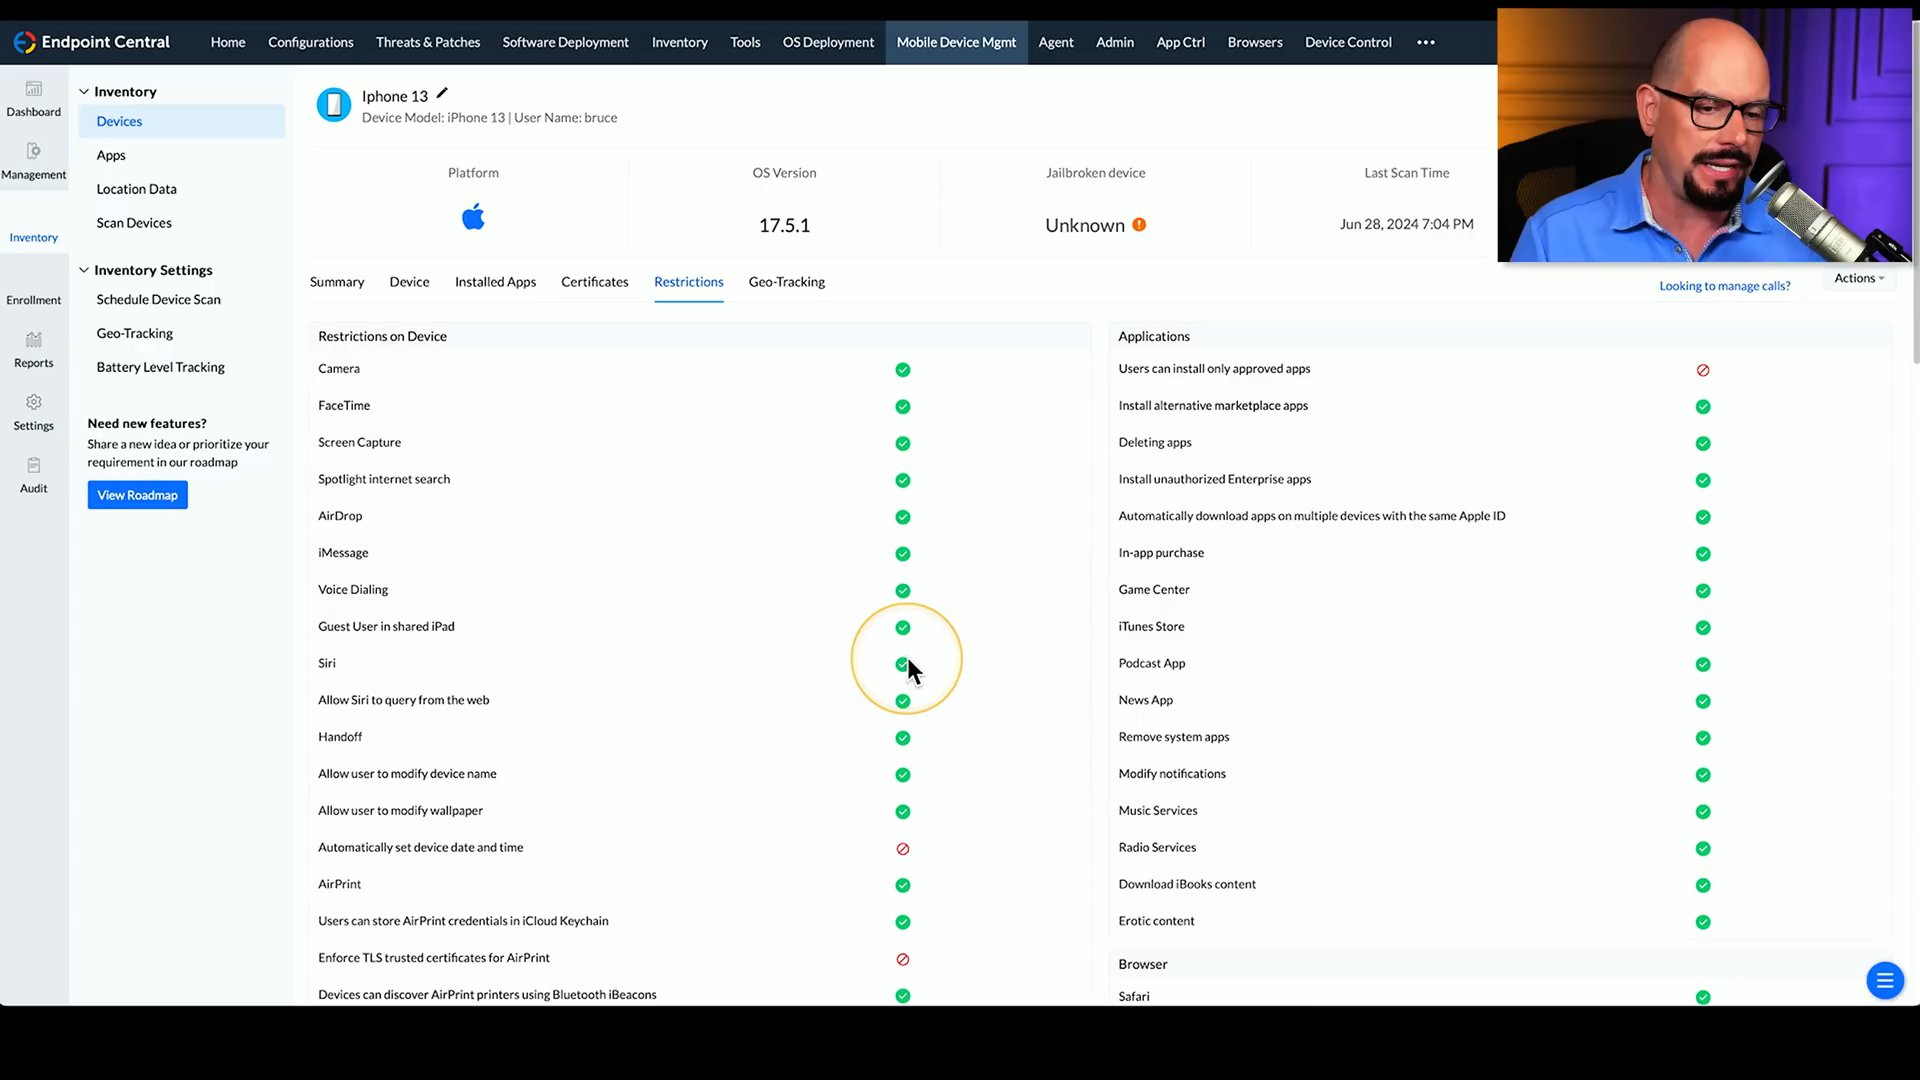 Endpoint Central
Home
Configurations
Threats & Patches
Software Deployment
Inventory
Tools
OS Deployment
Mobile Device Mgmt
Agent
Admin
App Ctrl
Browsers
Device Control
Dashboard
Management
Inventory
Enrollment
Reports
Settings
Audit
Inventory
Devices
Apps
Location Data
Scan Devices
Inventory Settings
Schedule Device Scan
Geo-Tracking
Battery Level Tracking
Need new features?
Share a new idea or prioritize your
requirement in our roadmap
View Roadmap
Iphone 13
Device Model: iPhone 13 | User Name: bruce
Platform
OS Version
17.5.1
Jailbroken device
Unknown
Last Scan Time
Jun 28, 2024 7:04 PM
Summary
Device
Installed Apps
Certificates
Restrictions
Geo-Tracking
Looking to manage calls?
Actions
Restrictions on Device
Camera
FaceTime
Screen Capture
Spotlight internet search
AirDrop
iMessage
Voice Dialing
Guest User in shared iPad
Siri
Allow Siri to query from the web
Handoff
Allow user to modify device name
Allow user to modify wallpaper
Automatically set device date and time
AirPrint
Users can store AirPrint credentials in iCloud Keychain
Enforce TLS trusted certificates for AirPrint
Devices can discover AirPrint printers using Bluetooth iBeacons
Applications
Users can install only approved apps
Install alternative marketplace apps
Deleting apps
Install unauthorized Enterprise apps
Automatically download apps on multiple devices with the same Apple ID
In-app purchase
Game Center
iTunes Store
Podcast App
News App
Remove system apps
Modify notifications
Music Services
Radio Services
Download iBooks content
Erotic content
Browser
Safari